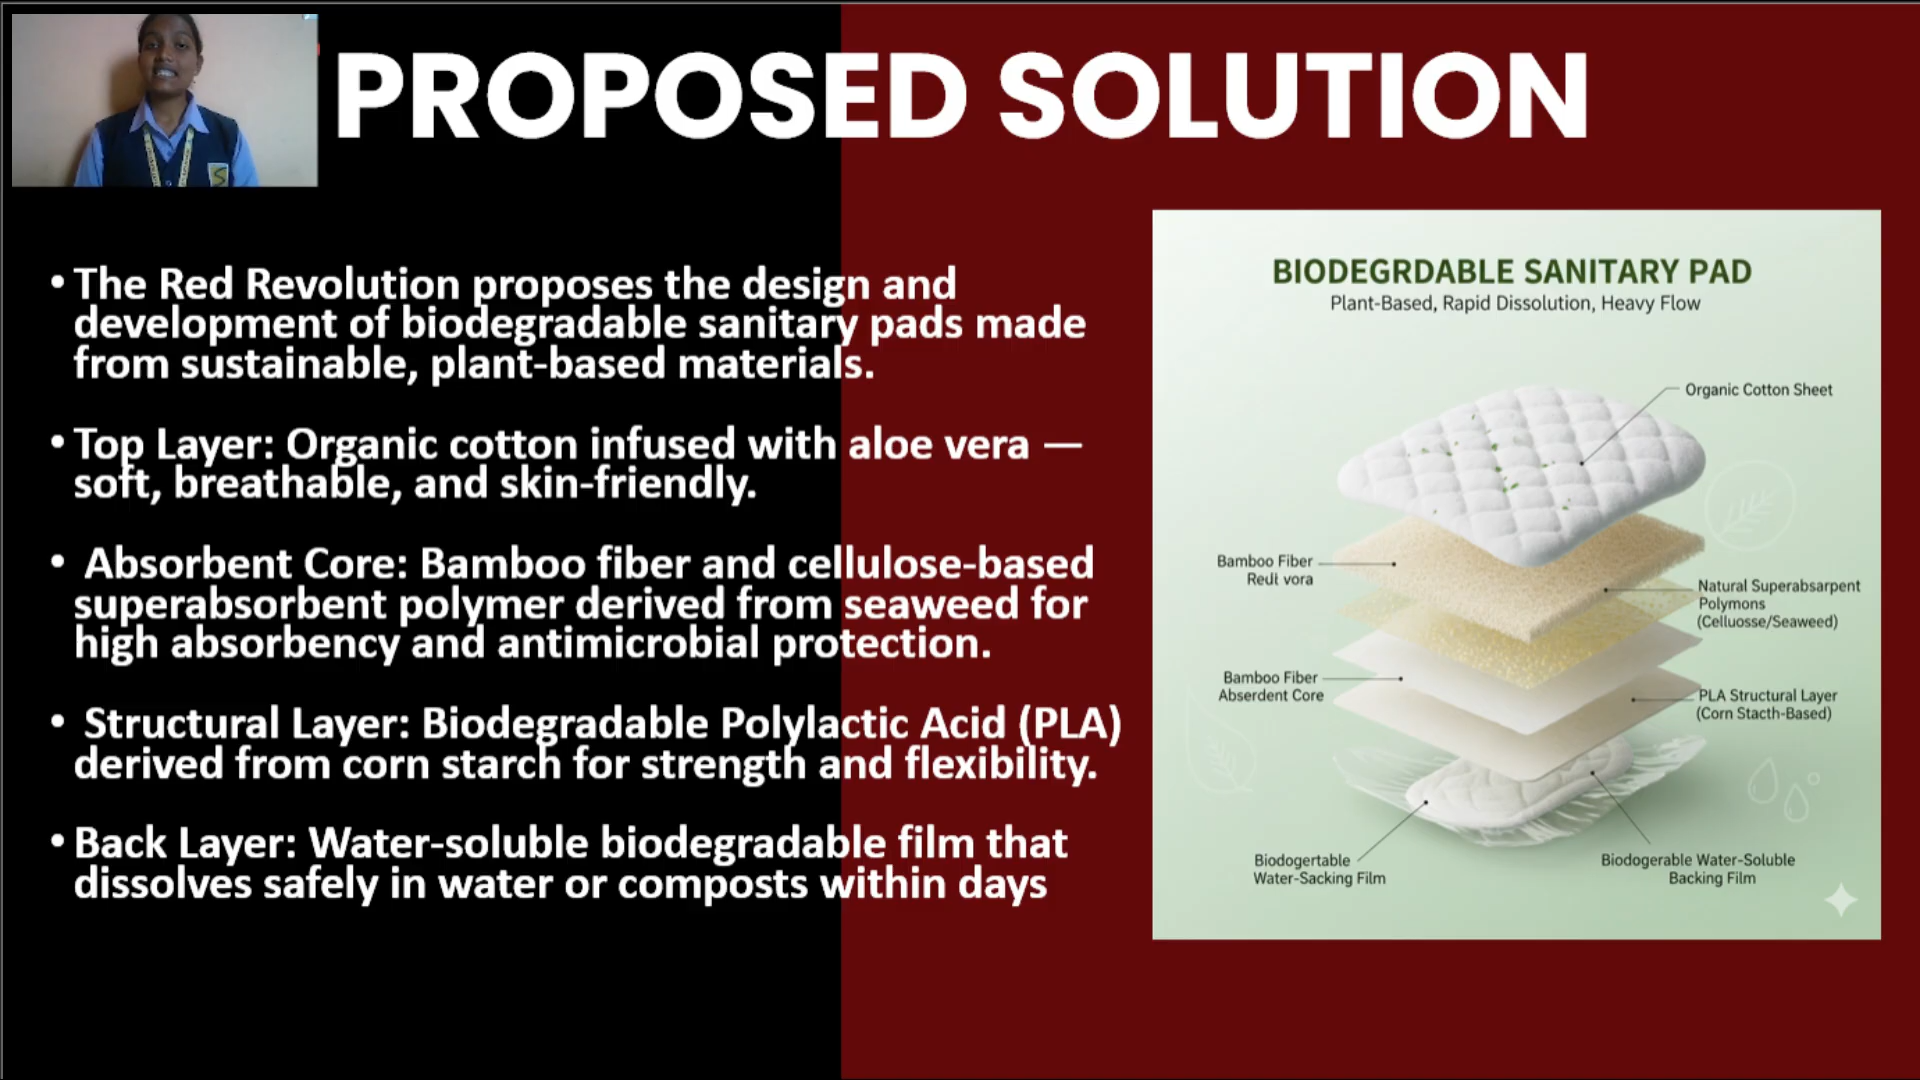 PROPOSED SOLUTION
• The Red Revolution proposes the design and
development of biodegradable sanitary pads made
from sustainable, plant-based materials.
• Top Layer: Organic cotton infused with aloe vera —
soft, breathable, and skin-friendly.
• Absorbent Core: Bamboo fiber and cellulose-based
superabsorbent polymer derived from seaweed for
high absorbency and antimicrobial protection.
• Structural Layer: Biodegradable Polylactic Acid (PLA)
derived from corn starch for strength and flexibility.
• Back Layer: Water-soluble biodegradable film that
dissolves safely in water or composts within days
BIODEGRDABLE SANITARY PAD
Plant-Based, Rapid Dissolution, Heavy Flow
Organic Cotton Sheet
Bamboo Fiber
Redt vora
Natural Superabsarpent
Polymons
(Celluosse/Seaweed)
Bamboo Fiber
Abserdent Core
PLA Structural Layer
(Corn Stacth-Based)
Biodogertable
Water-Sacking Film
Biodogerable Water-Soluble
Backing Film